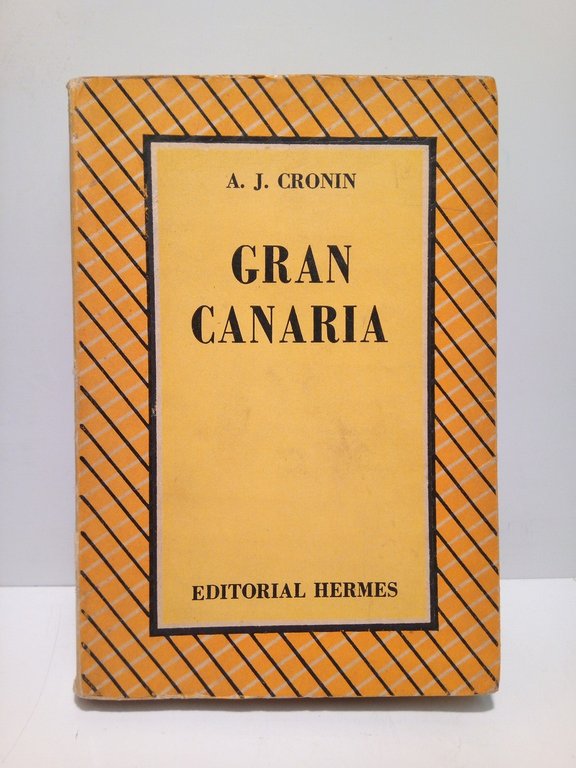 A. J. CRONIN
GRAN
CANARIA
EDITORIAL HERMES